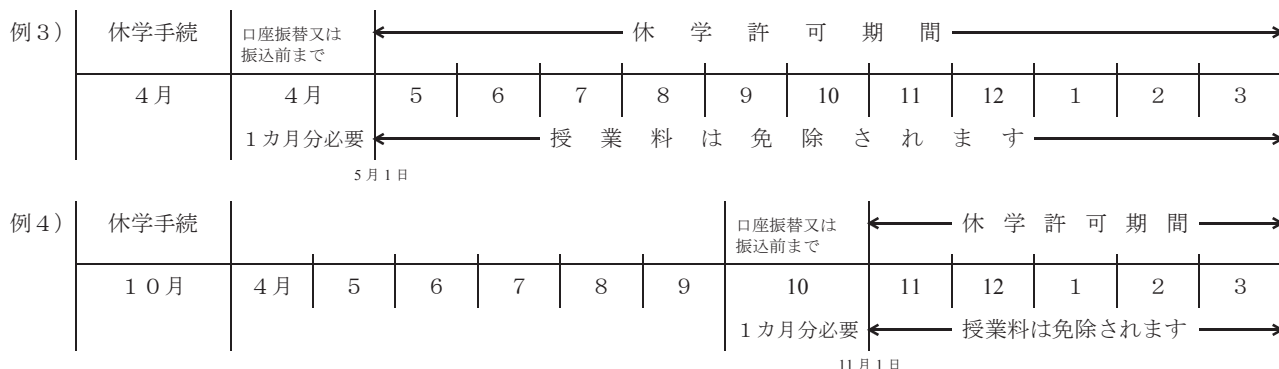 例３）　休学手続　口座振替又は　休　学　許　可　期　間
振込前まで
４月　４月　５　６　７　８　９　10　11　12　１　２　３
１カ月分必要　授　業　料　は　免　除　さ　れ　ま　す
５月１日
例４）　休学手続　口座振替又は　休　学　許　可　期　間
振込前まで
１０月　４月　５　６　７　８　９　10　11　12　１　２　３
１カ月分必要　授業料は免除されます
11月１日